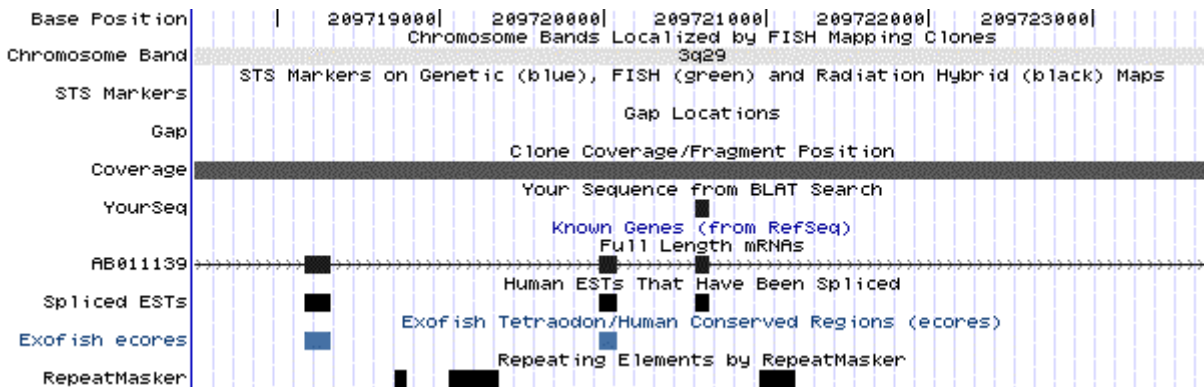 Base Position | 209719000| 209720000| 209721000| 209722000| 209723000|
Chromosome Bands Localized by FISH Mapping Clones
Chromosome Band 3q29
STS Markers on Genetic (blue), FISH (green) and Radiation Hybrid (black) Maps
STS Markers
Gap Locations
Gap
Clone Coverage/Fragment Position
Coverage
Your Sequence from BLAT Search
YourSeq
Known Genes (from RefSeq)
Full Length mRNAs
AB011139
Human ESTs That Have Been Spliced
Spliced ESTs
Exofish Tetraodon/Human Conserved Regions (ecores)
Exofish ecores
Repeating Elements by RepeatMasker
RepeatMasker